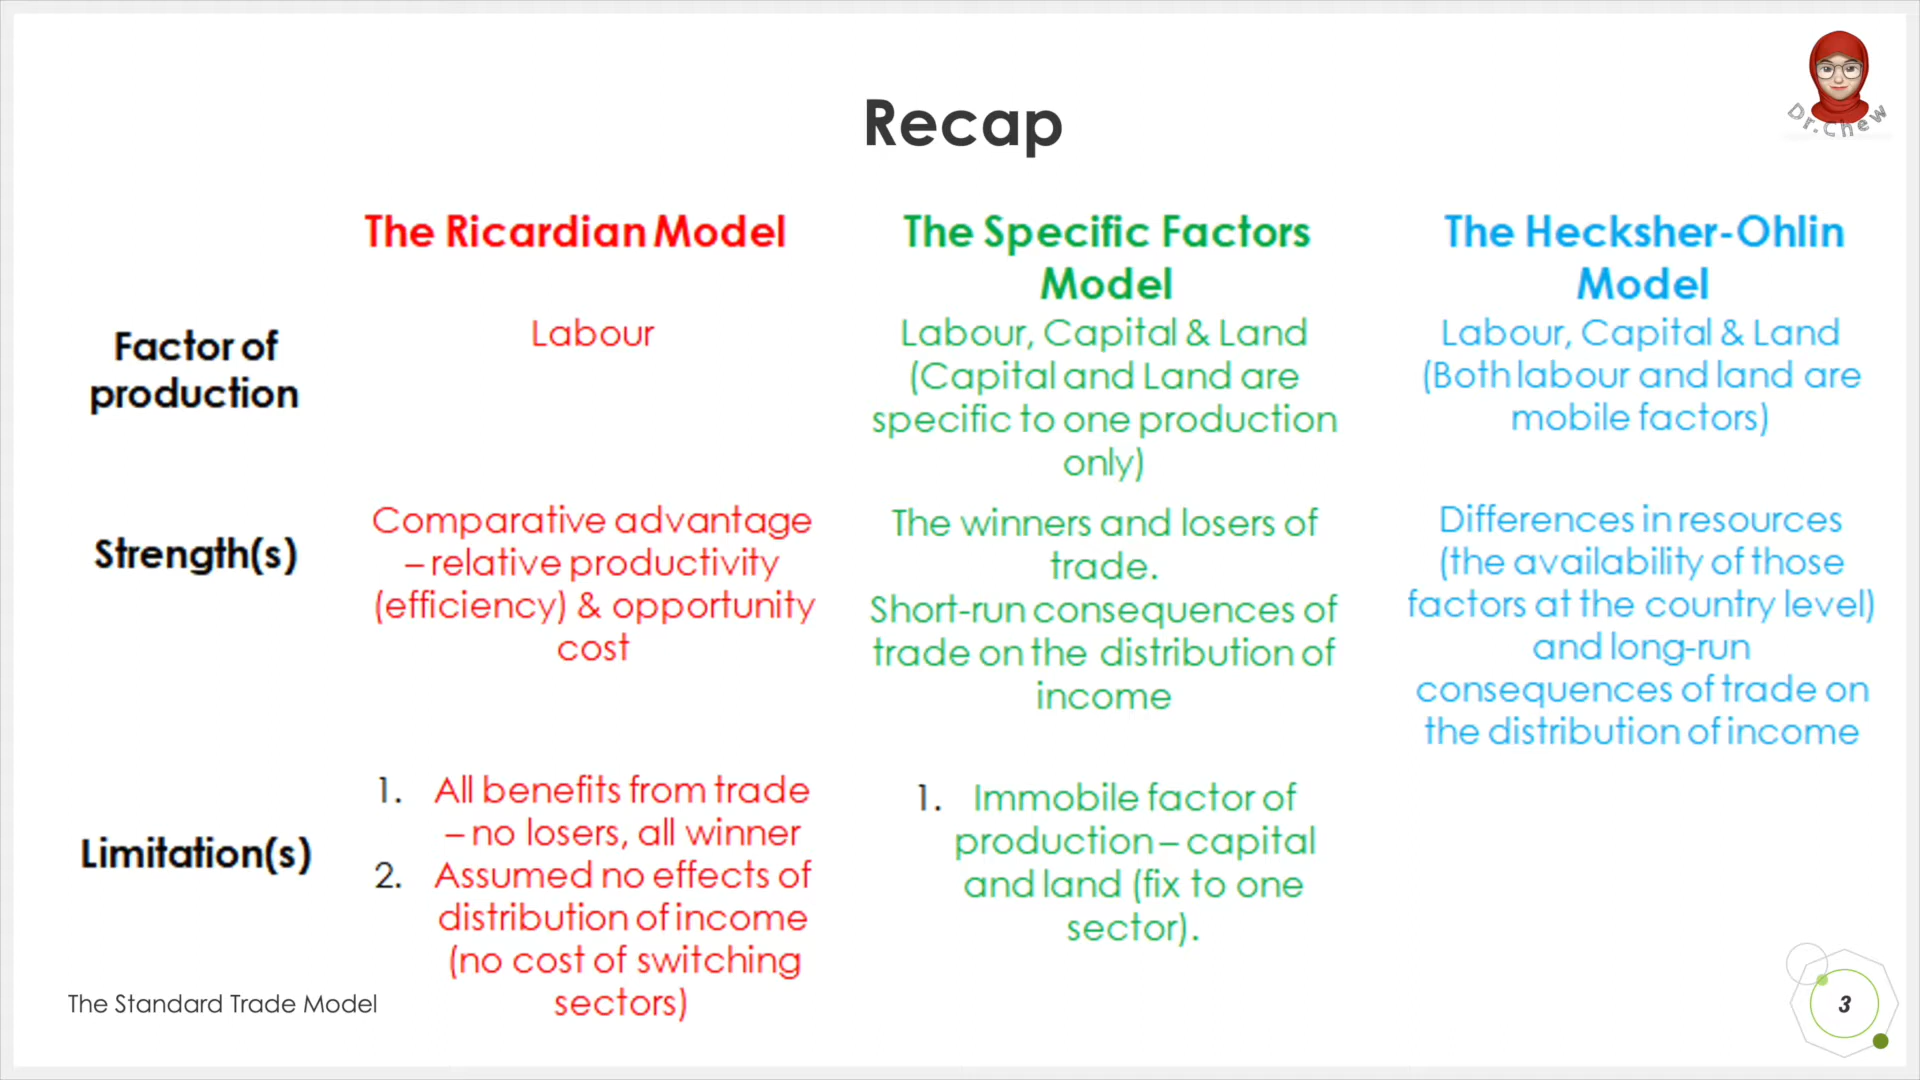 Dr.Chew
Recap
The Ricardian Model
The Specific Factors
Model
The Hecksher-Ohlin
Model
Factor of
production
Labour
Labour, Capital & Land
(Capital and Land are
specific to one production
only)
Labour, Capital & Land
(Both labour and land are
mobile factors)
Strength(s)
Comparative advantage
– relative productivity
(efficiency) & opportunity
cost
The winners and losers of
trade.
Short-run consequences of
trade on the distribution of
income
Differences in resources
(the availability of those
factors at the country level)
and long-run
consequences of trade on
the distribution of income
Limitation(s)
1. All benefits from trade
– no losers, all winner
2. Assumed no effects of
distribution of income
(no cost of switching
sectors)
1. Immobile factor of
production – capital
and land (fix to one
sector).
The Standard Trade Model
3